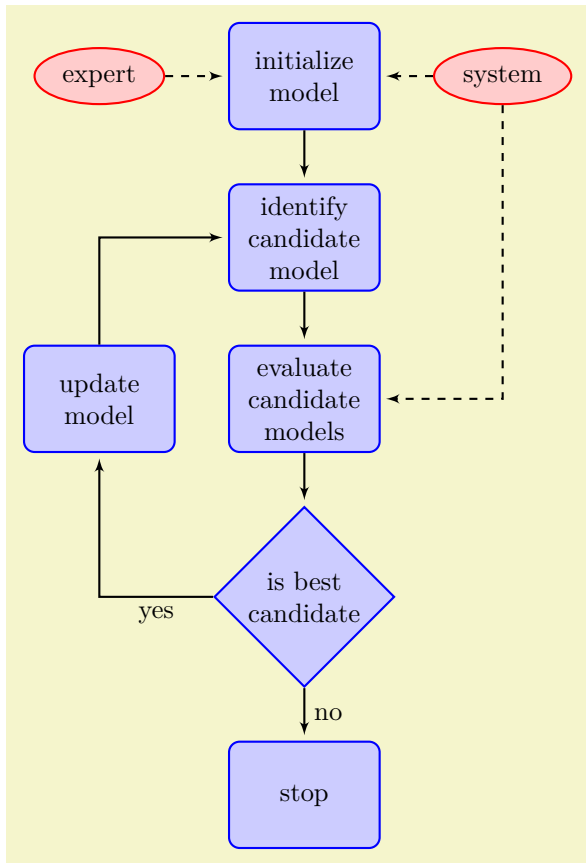 expert
initialize
model
system
identify
candidate
model
update
model
evaluate
candidate
models
is best
candidate
yes
no
stop